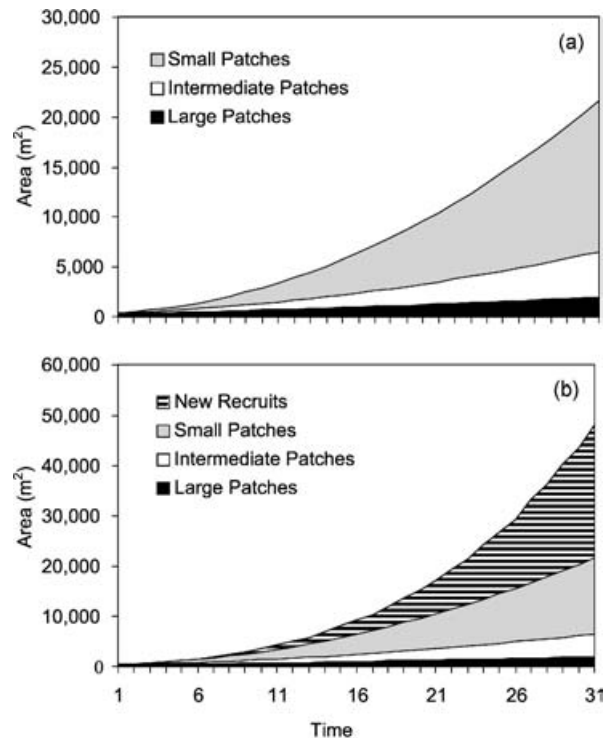 30,000
(a)
Small Patches
25,000
Intermediate Patches
Large Patches
20,000
Area (m²)
15,000
10,000
5,000
0
60,000
(b)
New Recruits
50,000
Small Patches
Intermediate Patches
40,000
Large Patches
Area (m²)
30,000
20,000
10,000
0
1 6 11 16 21 26 31
Time